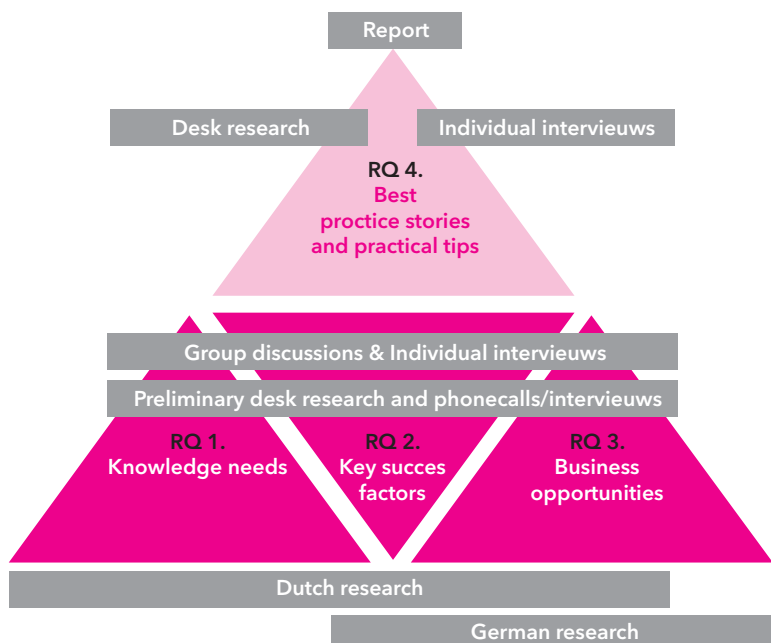 Report
Desk research
Individual intervieuws
RQ 4.
Best
proctice stories
and practical tips
Group discussions & Individual intervieuws
Preliminary desk research and phonecalls/intervieuws
RQ 1.
Knowledge needs
RQ 2.
Key succes
factors
RQ 3.
Business
opportunities
Dutch research
German research